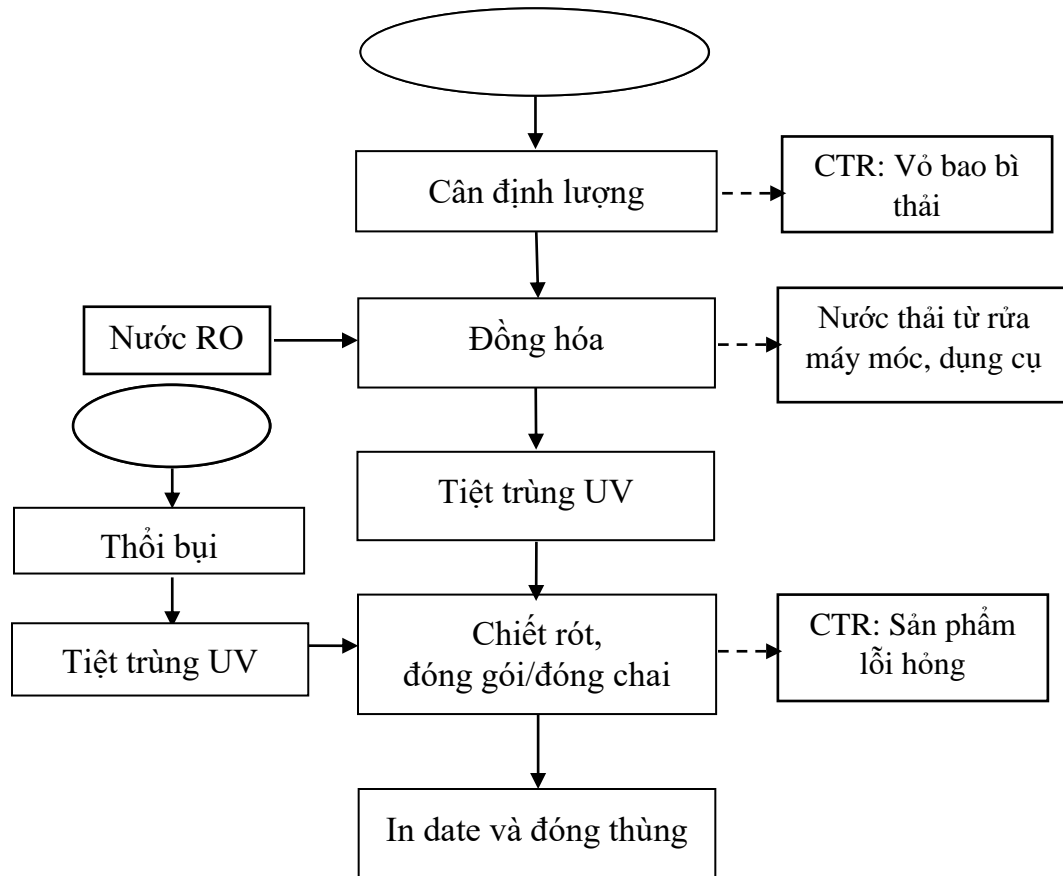 Cân định lượng
CTR: Vỏ bao bì
thải
Nước RO
Đồng hóa
Nước thải từ rửa
máy móc, dụng cụ
Tiệt trùng UV
Thổi bụi
Tiệt trùng UV
Chiết rót,
đóng gói/đóng chai
CTR: Sản phẩm
lỗi hỏng
In date và đóng thùng